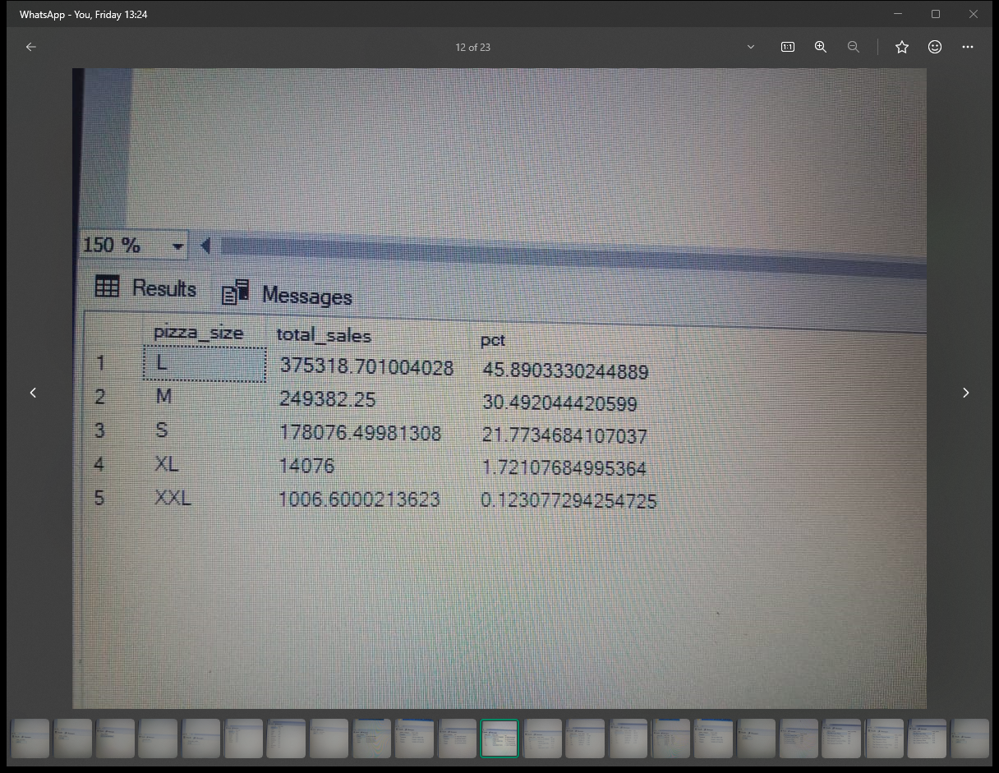 WhatsApp - You, Friday 13:24
12 of 23
1:1
150 %
Results Messages
pizza_size total_sales pct
1 L 375318.701004028 45.8903330244889
2 M 249382.25 30.492044420599
3 S 178076.49981308 21.7734684107037
4 XL 14076 1.72107684995364
5 XXL 1006.6000213623 0.123077294254725